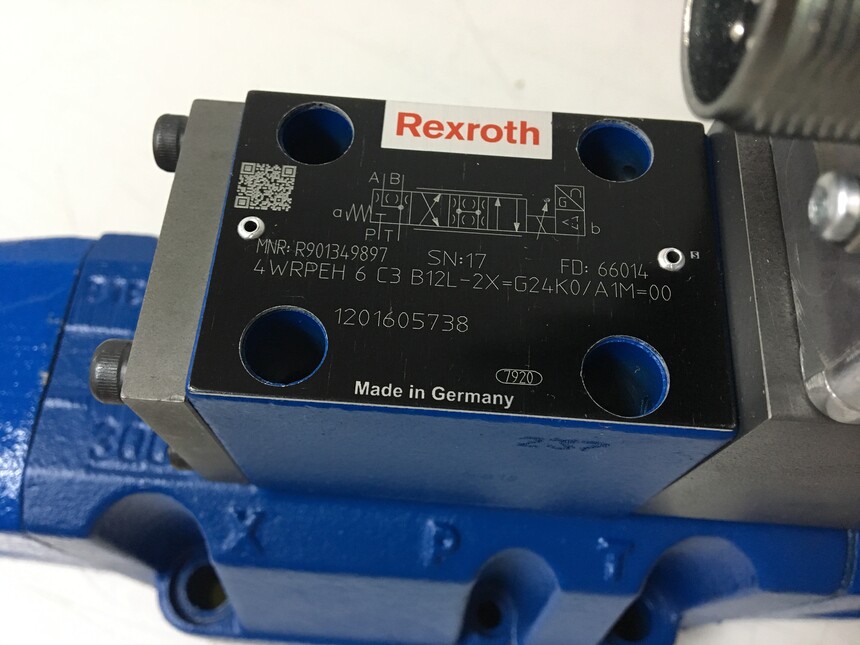 Rexroth
A B
a
G
P T
b
MNR: R901349897 SN:17 FD: 66014
4WRPEH 6 C3 B12L-2X=G24K0/A1M=00
1201605738
7920
Made in Germany
237
X P T